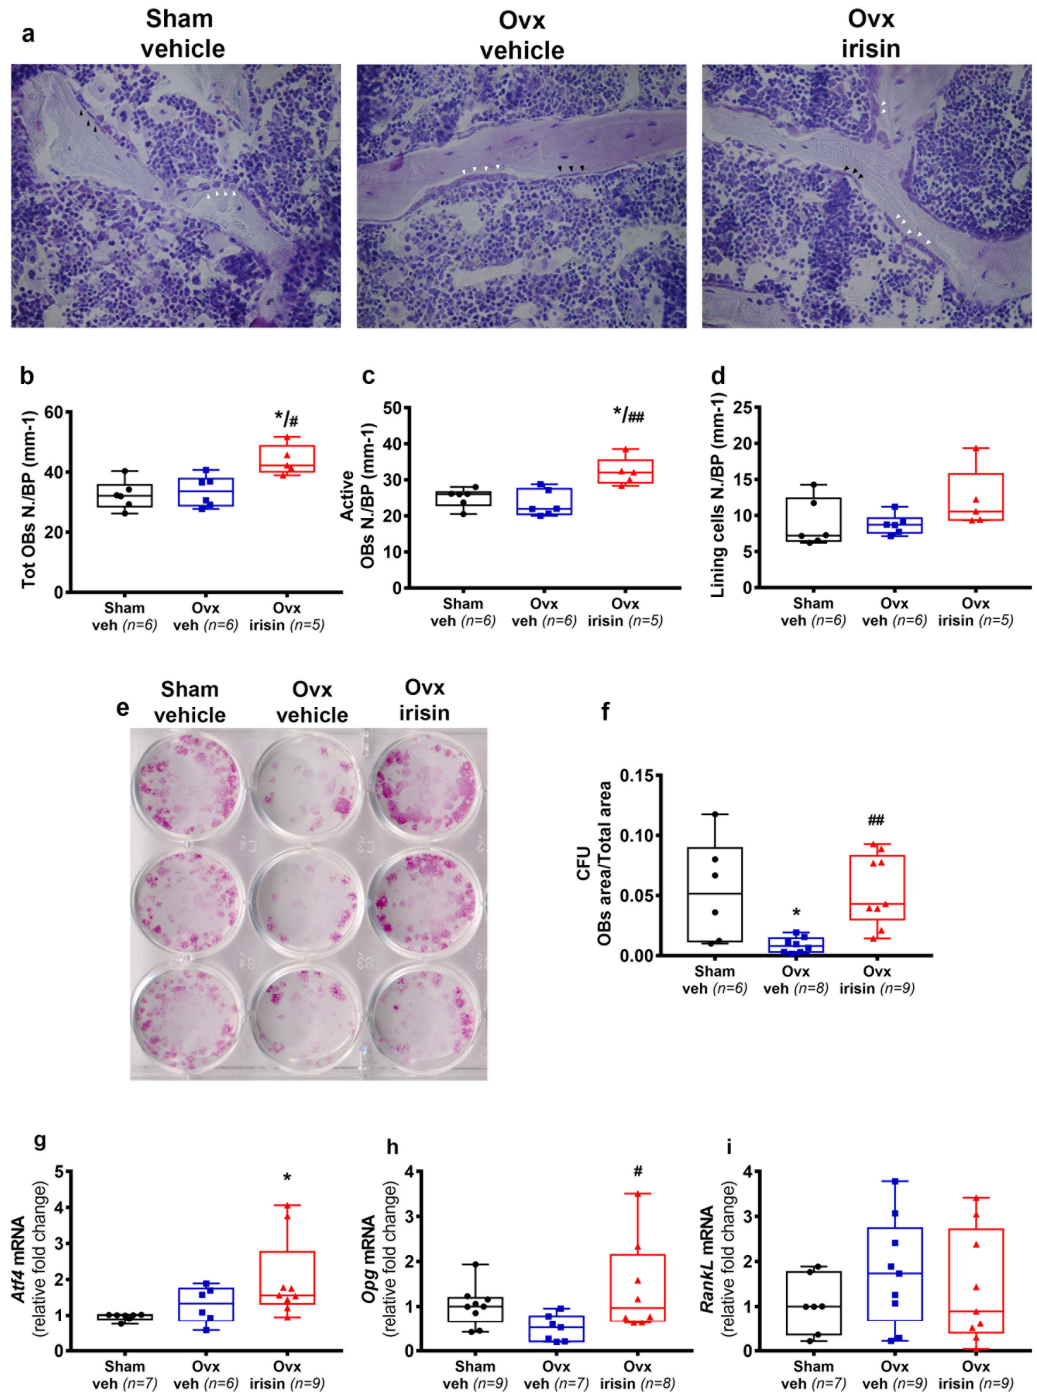 a
Sham
vehicle
Ovx
vehicle
Ovx
irisin
b
Tot OBs N./BP (mm-1)
60
40
20
0
*/#
Sham
veh (n=6)
Ovx
veh (n=6)
Ovx
irisin (n=5)
c
Active
OBs N./BP (mm-1)
50
40
30
20
10
0
*/##
Sham
veh (n=6)
Ovx
veh (n=6)
Ovx
irisin (n=5)
d
Lining cells N./BP (mm-1)
25
20
15
10
5
0
Sham
veh (n=6)
Ovx
veh (n=6)
Ovx
irisin (n=5)
e
Sham
vehicle
Ovx
vehicle
Ovx
irisin
f
CFU
OBs area/Total area
0.15
0.10
0.05
0.00
*
##
Sham
veh (n=6)
Ovx
veh (n=8)
Ovx
irisin (n=9)
g
Atf4 mRNA
(relative fold change)
5
4
3
2
1
0
*
Sham
veh (n=7)
Ovx
veh (n=6)
Ovx
irisin (n=9)
h
Opg mRNA
(relative fold change)
4
3
2
1
0
#
Sham
veh (n=9)
Ovx
veh (n=7)
Ovx
irisin (n=8)
i
RankL mRNA
(relative fold change)
4
3
2
1
0
Sham
veh (n=7)
Ovx
veh (n=9)
Ovx
irisin (n=9)